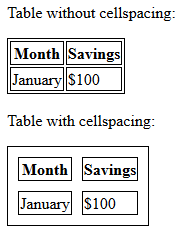 Table without cellspacing:
Month Savings
January $100
Table with cellspacing:
Month Savings
January $100